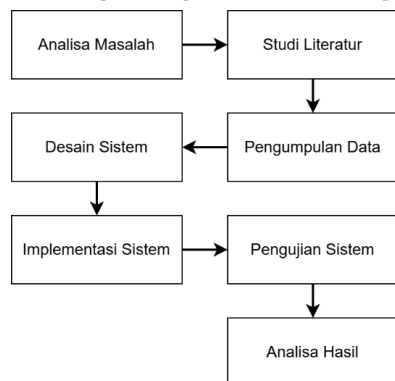 Analisa Masalah
Studi Literatur
Pengumpulan Data
Desain Sistem
Implementasi Sistem
Pengujian Sistem
Analisa Hasil